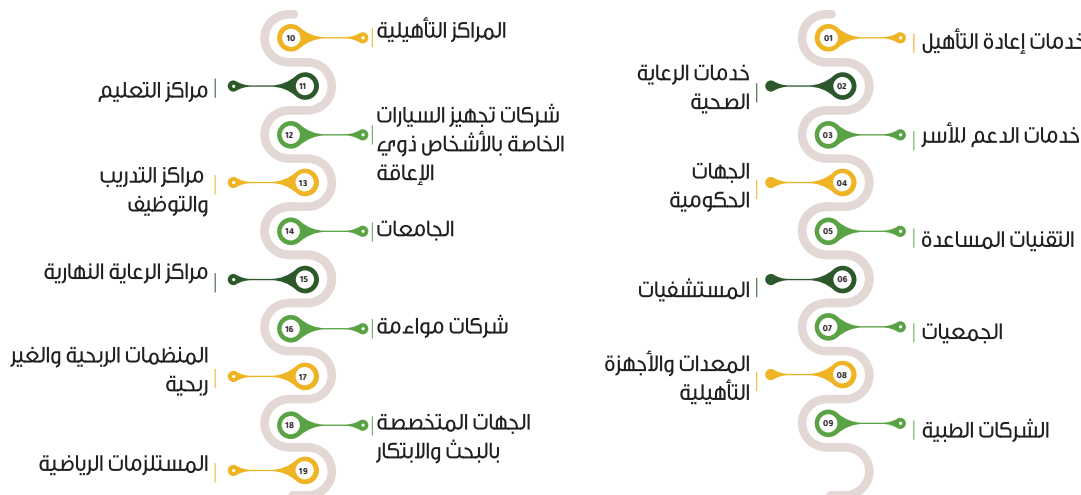 01
خدمات إعادة التأهيل
02
خدمات الرعاية
الصحية
03
خدمات الدعم للأسر
04
الجهات
الحكومية
05
التقنيات المساعدة
06
المستشفيات
07
الجمعيات
08
المعدات والأجهزة
التأهيلية
09
الشركات الطبية
10
المراكز التأهيلية
11
مراكز التعليم
12
شركات تجهيز السيارات
الخاصة بالأشخاص ذوي
الإعاقة
13
مراكز التدريب
والتوظيف
14
الجامعات
15
مراكز الرعاية النهارية
16
شركات مواءمة
17
المنظمات الربحية والغير
ربحية
18
الجهات المتخصصة
بالبحث والابتكار
19
المستلزمات الرياضية